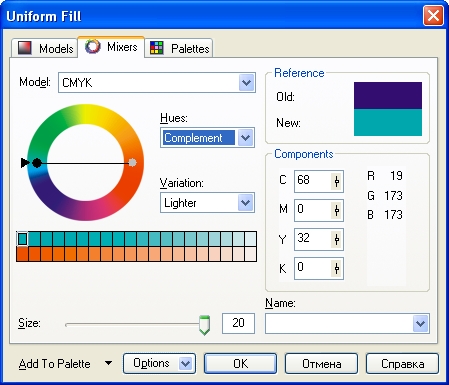 Uniform Fill
Models
Mixers
Palettes
Model:
CMYK
Hues:
Complement
Variation:
Lighter
Size:
20
Reference
Old:
New:
Components
C 68 R 19
M 0 G 173
Y 32 B 173
K 0
Name:
Add To Palette
Options
OK
Отмена
Справка